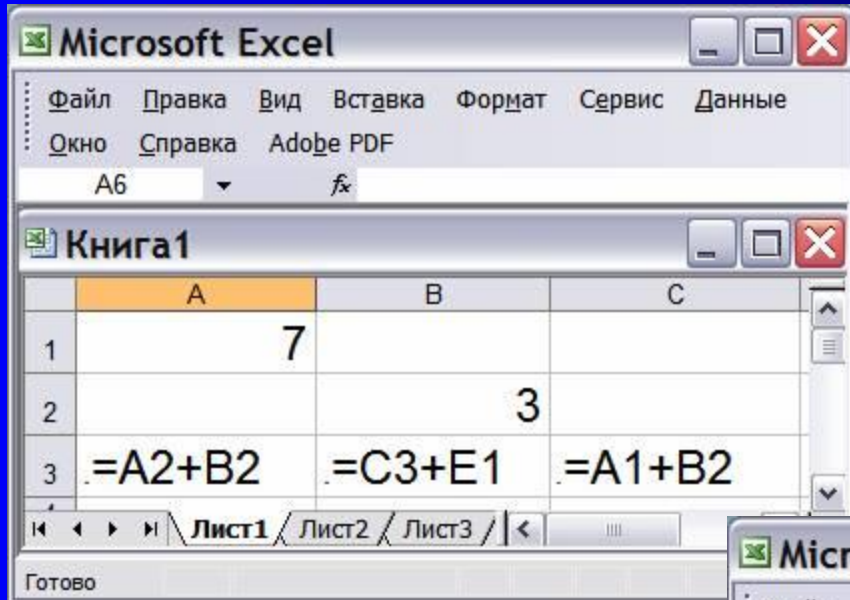 Microsoft Excel
Файл Правка Вид Вставка Формат Сервис Данные
Окно Справка Adobe PDF
A6 fx
Книга1
A B C
1 7
2 3
3 .=A2+B2 .=C3+E1 .=A1+B2
Лист1 / Лист2 / Лист3 /
Готово